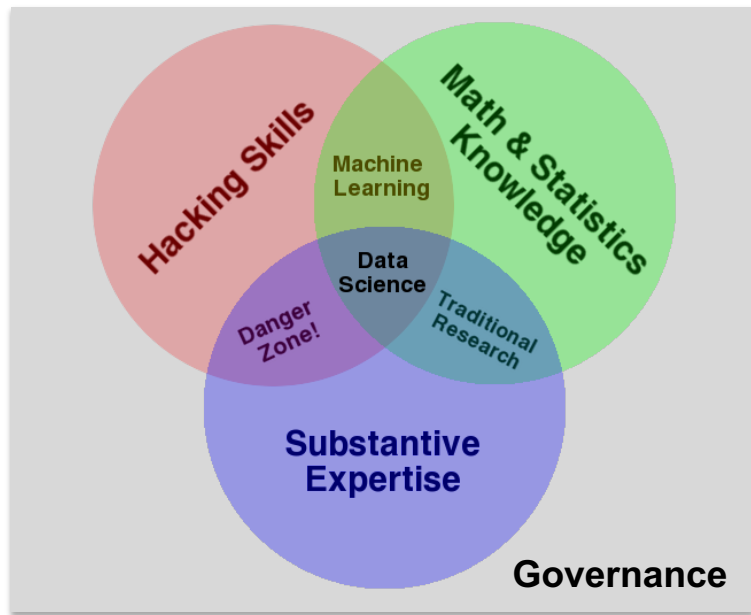 Hacking Skills
Math & Statistics
Knowledge
Machine
Learning
Data
Science
Danger
Zone!
Traditional
Research
Substantive
Expertise
Governance